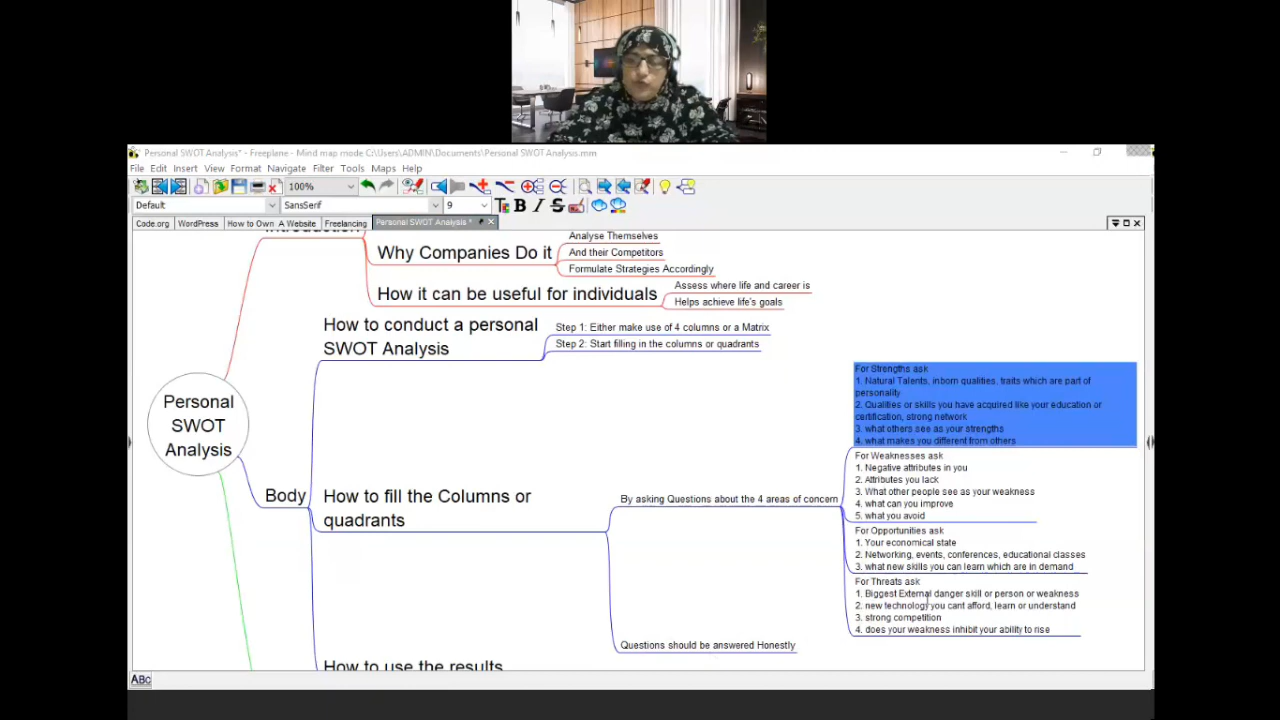 Personal SWOT Analysis* - Freeplane - Mind map mode C:\Users\ADMIN\Documents\Personal SWOT Analysis.mm
File Edit Insert View Format Navigate Filter Tools Maps Help
100%
Default SansSerif 9 B I S
Code.org WordPress How to Own A Website Freelancing Personal SWOT Analysis *
Introduction
Analyse Themselves
Why Companies Do it
And their Competitors
Formulate Strategies Accordingly
How it can be useful for individuals
Assess where life and career is
Helps achieve life's goals
How to conduct a personal
SWOT Analysis
Step 1: Either make use of 4 columns or a Matrix
Step 2: Start filling in the columns or quadrants
Personal
SWOT
Analysis
Body
How to fill the Columns or
quadrants
By asking Questions about the 4 areas of concern
For Strengths ask
1. Natural Talents, inborn qualities, traits which are part of
personality
2. Qualities or skills you have acquired like your education or
certification, strong network
3. what others see as your strengths
4. what makes you different from others
For Weaknesses ask
1. Negative attributes in you
2. Attributes you lack
3. What other people see as your weakness
4. what can you improve
5. what you avoid
For Opportunities ask
1. Your economical state
2. Networking, events, conferences, educational classes
3. what new skills you can learn which are in demand
For Threats ask
1. Biggest External danger skill or person or weakness
2. new technology you cant afford, learn or understand
3. strong competition
4. does your weakness inhibit your ability to rise
Questions should be answered Honestly
How to use the results
ABC